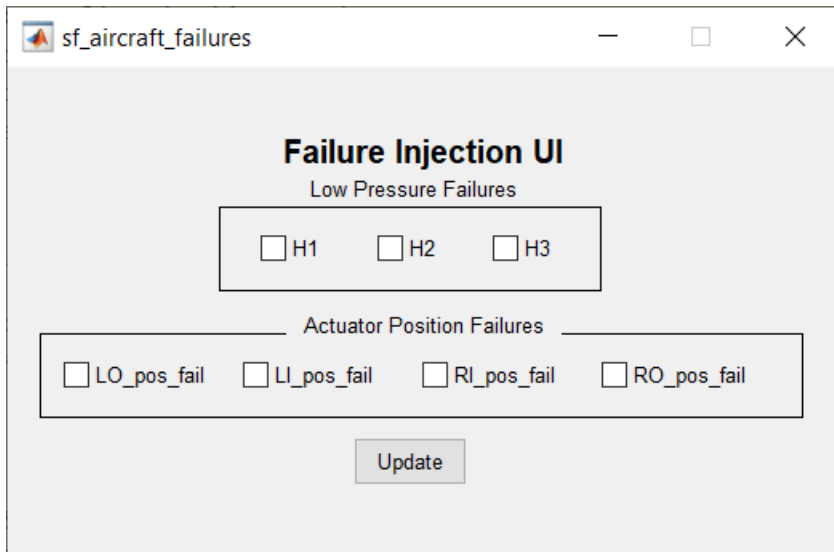 sf_aircraft_failures
Failure Injection UI
Low Pressure Failures
H1 H2 H3
Actuator Position Failures
LO_pos_fail LI_pos_fail RI_pos_fail RO_pos_fail
Update